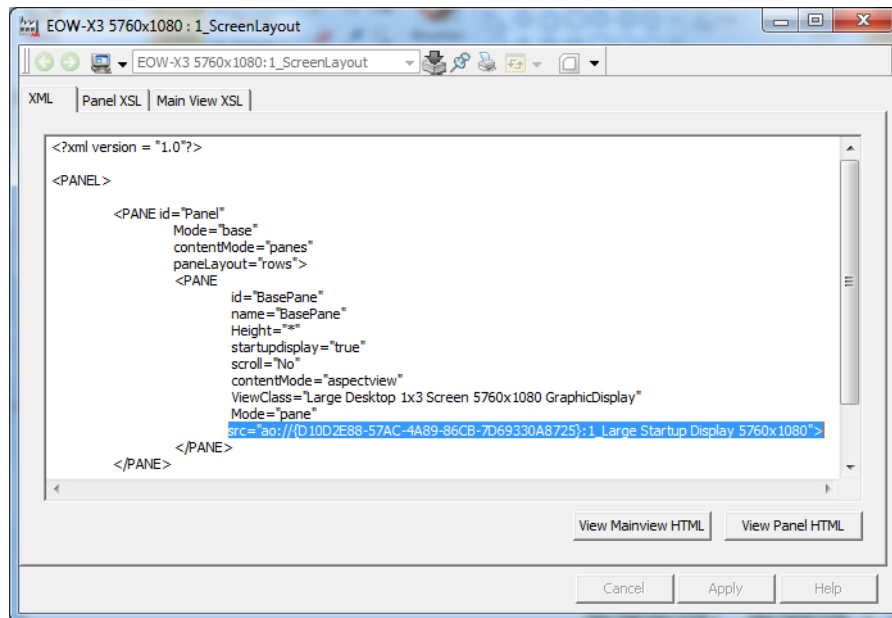 EOW-X3 5760x1080 : 1_ScreenLayout
EOW-X3 5760x1080:1_ScreenLayout
XML Panel XSL Main View XSL
<?xml version = "1.0"?>
<PANEL>
<PANE id="Panel"
Mode="base"
contentMode="panes"
paneLayout="rows">
<PANE
id="BasePane"
name="BasePane"
Height="*"
startupdisplay="true"
scroll="No"
contentMode="aspectview"
ViewClass="Large Desktop 1x3 Screen 5760x1080 GraphicDisplay"
Mode="pane"
src="ao://{D10D2E88-57AC-4A89-86CB-7D69330A8725}:1_Large Startup Display 5760x1080">
</PANE>
</PANE>
View Mainview HTML View Panel HTML
Cancel Apply Help